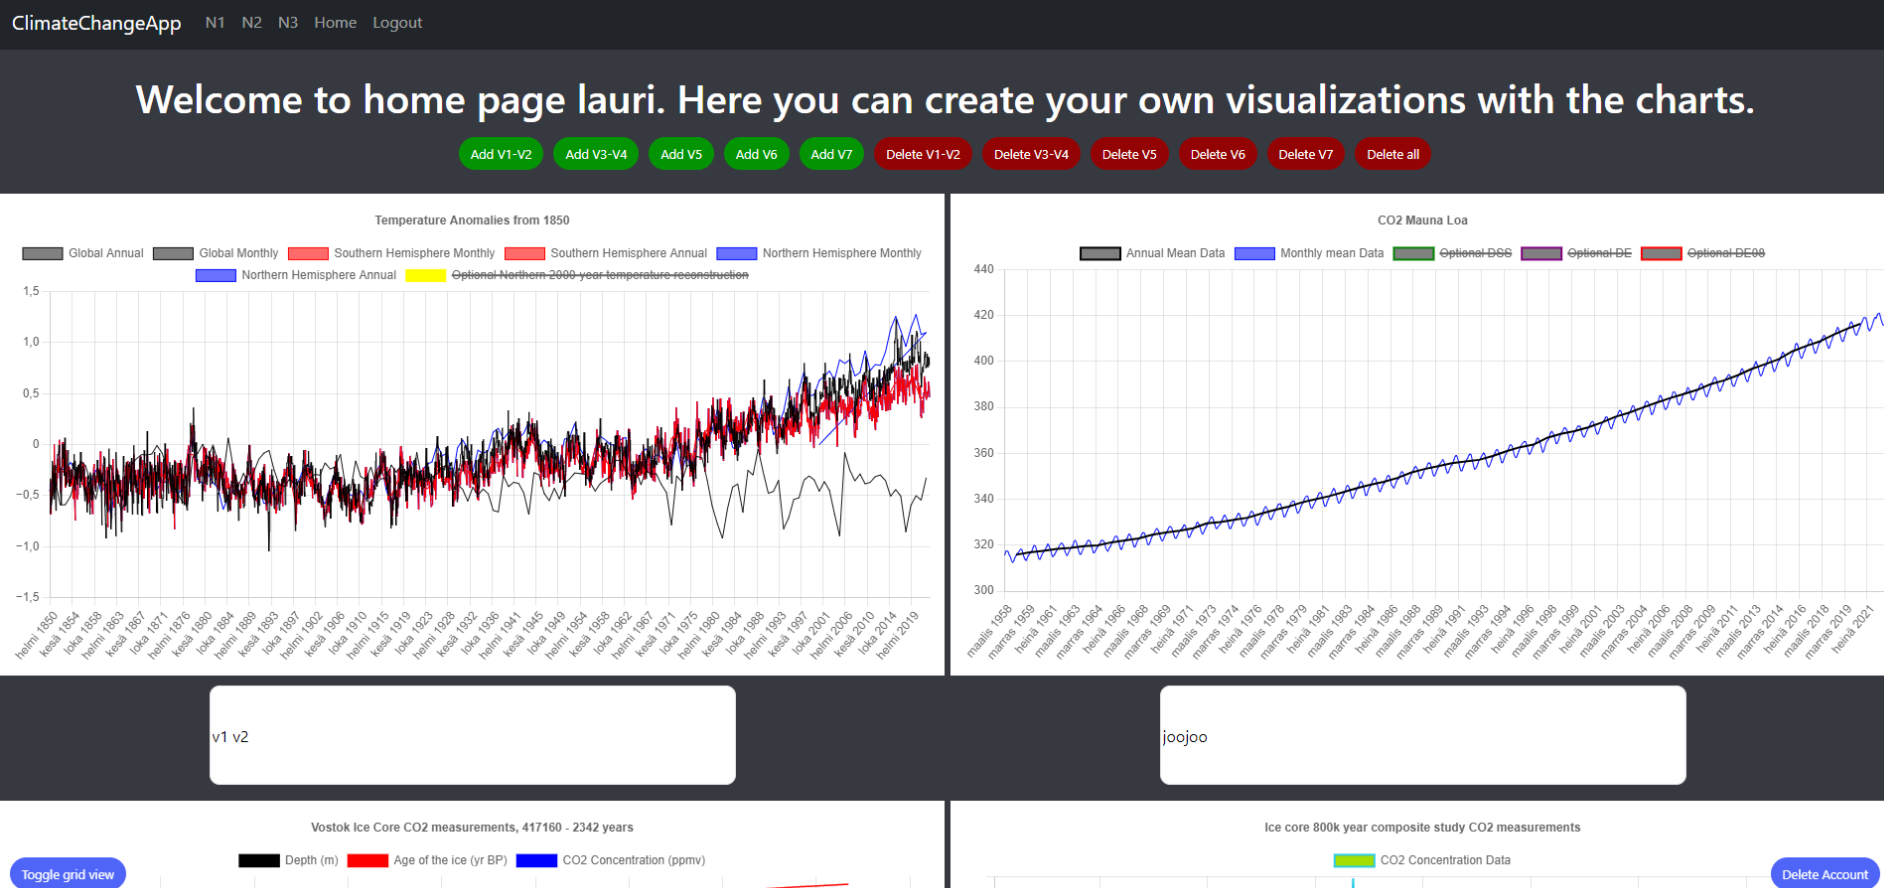 ClimateChangeApp N1 N2 N3 Home Logout
Welcome to home page lauri. Here you can create your own visualizations with the charts.
Add V1-V2 Add V3-V4 Add V5 Add V6 Add V7 Delete V1-V2 Delete V3-V4 Delete V5 Delete V6 Delete V7 Delete all
Temperature Anomalies from 1850
Global Annual Global Monthly Southern Hemisphere Monthly Southern Hemisphere Annual Northern Hemisphere Monthly
Northern Hemisphere Annual Optional Northern 2000-year temperature reconstruction
1,5
1,0
0,5
0
−0,5
−1,0
−1,5
helmi 1850 kesä 1854 loka 1858 helmi 1863 kesä 1867 loka 1871 helmi 1876 kesä 1880 loka 1884 helmi 1889 kesä 1893 loka 1897 helmi 1902 kesä 1906 loka 1910 helmi 1915 kesä 1919 loka 1923 helmi 1928 kesä 1932 loka 1936 helmi 1941 kesä 1945 loka 1949 helmi 1954 kesä 1958 loka 1962 helmi 1967 kesä 1971 loka 1975 helmi 1980 kesä 1984 loka 1988 helmi 1993 kesä 1997 loka 2001 helmi 2006 kesä 2010 loka 2014 helmi 2019
CO2 Mauna Loa
Annual Mean Data Monthly mean Data Optional DSS Optional DE Optional DE08
440
420
400
380
360
340
320
300
maalis 1958 marras 1959 heinä 1961 maalis 1963 marras 1964 heinä 1966 maalis 1968 marras 1969 heinä 1971 maalis 1973 marras 1974 heinä 1976 maalis 1978 marras 1979 heinä 1981 maalis 1983 marras 1984 heinä 1986 maalis 1988 marras 1989 heinä 1991 maalis 1993 marras 1994 heinä 1996 maalis 1998 marras 1999 heinä 2001 maalis 2003 marras 2004 heinä 2006 maalis 2008 marras 2009 heinä 2011 maalis 2013 marras 2014 heinä 2016 maalis 2018 marras 2019 heinä 2021
v1 v2
joojoo
Vostok Ice Core CO2 measurements, 417160 - 2342 years
Depth (m) Age of the ice (yr BP) CO2 Concentration (ppmv)
Ice core 800k year composite study CO2 measurements
CO2 Concentration Data
Toggle grid view
Delete Account